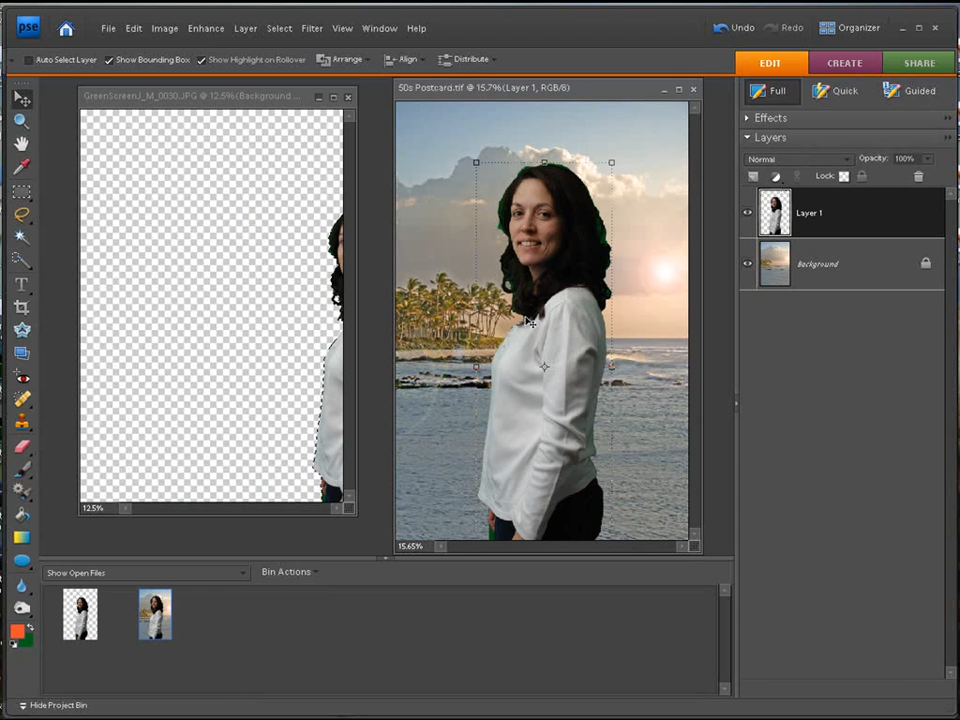 pse File Edit Image Enhance Layer Select Filter View Window Help Undo Redo Organizer
Auto Select Layer Show Bounding Box Show Highlight on Rollover Arrange Align Distribute EDIT CREATE SHARE
GreenScreenJ_M_0030.JPG @ 12.5%(Background ...
50s Postcard.tif @ 15.7%(Layer 1, RGB/8)
Full Quick Guided
Effects
Layers
Normal Opacity: 100%
Lock:
Layer 1
Background
12.5%
15.65%
Show Open Files Bin Actions
Hide Project Bin